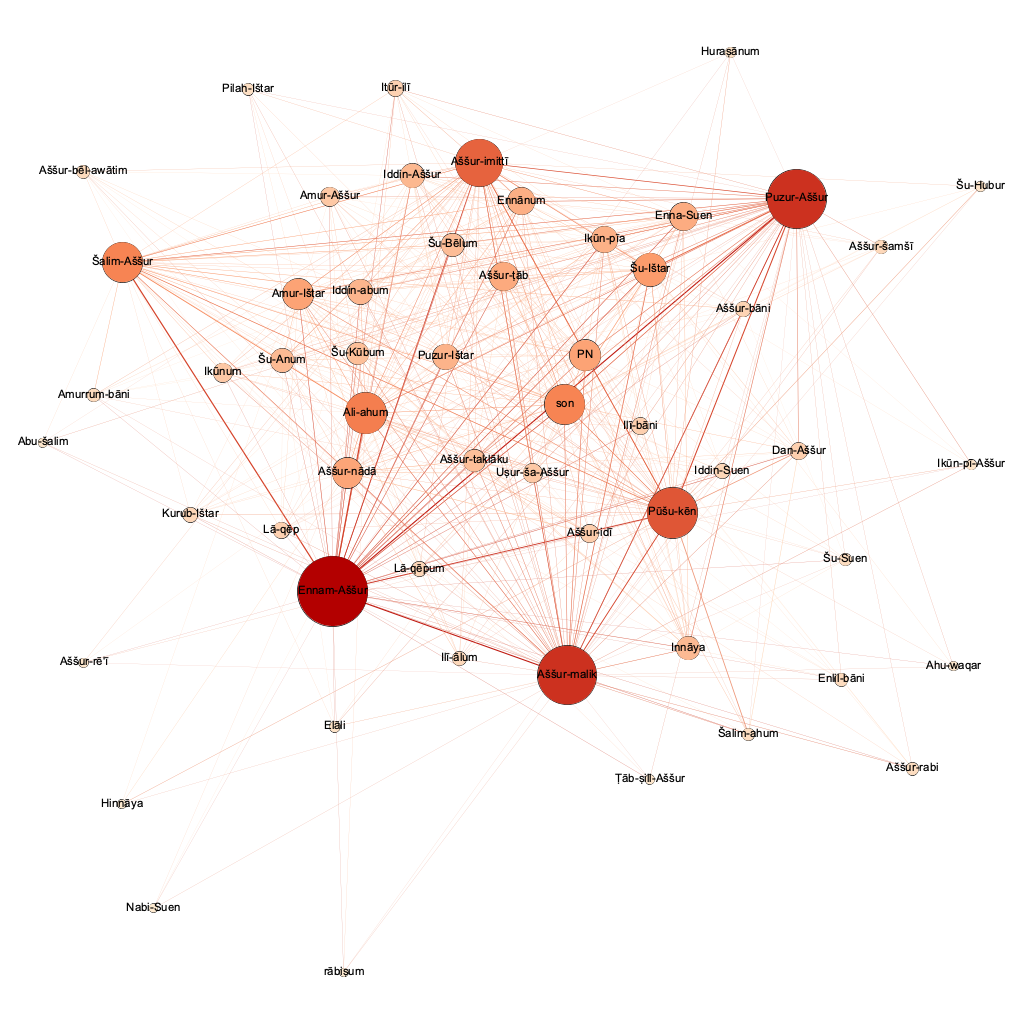 Huraṣānum
Pilah-Ištar
Itūr-ilī
Aššur-imittī
Aššur-bēl-awātim
Iddin-Aššur
Šu-Hubur
Amur-Aššur
Ennānum
Puzur-Aššur
Enna-Suen
Ikūn-pīa
Šu-Bēlum
Aššur-šamšī
Šalim-Aššur
Šu-Ištar
Aššur-ṭāb
Amur-Ištar
Iddin-abum
Aššur-bāni
Šu-Kūbum
Puzur-Ištar
PN
Šu-Anum
Ikūnum
Amurrum-bāni
son
Ali-ahum
Ilī-bāni
Abu-šalim
Dan-Aššur
Aššur-taklāku
Ikūn-pī-Aššur
Aššur-nādā
Uṣur-ša-Aššur
Iddin-Suen
Kurub-Ištar
Pūšu-kēn
Lā-qēp
Aššur-idī
Šu-Suen
Lā-qēpum
Ennam-Aššur
Innāya
Ilī-ālum
Aššur-rē'ī
Ahu-waqar
Aššur-malik
Enlil-bāni
Elāli
Šalim-ahum
Aššur-rabi
Ṭāb-ṣilī-Aššur
Hinnāya
Nabi-Suen
rābiṣum